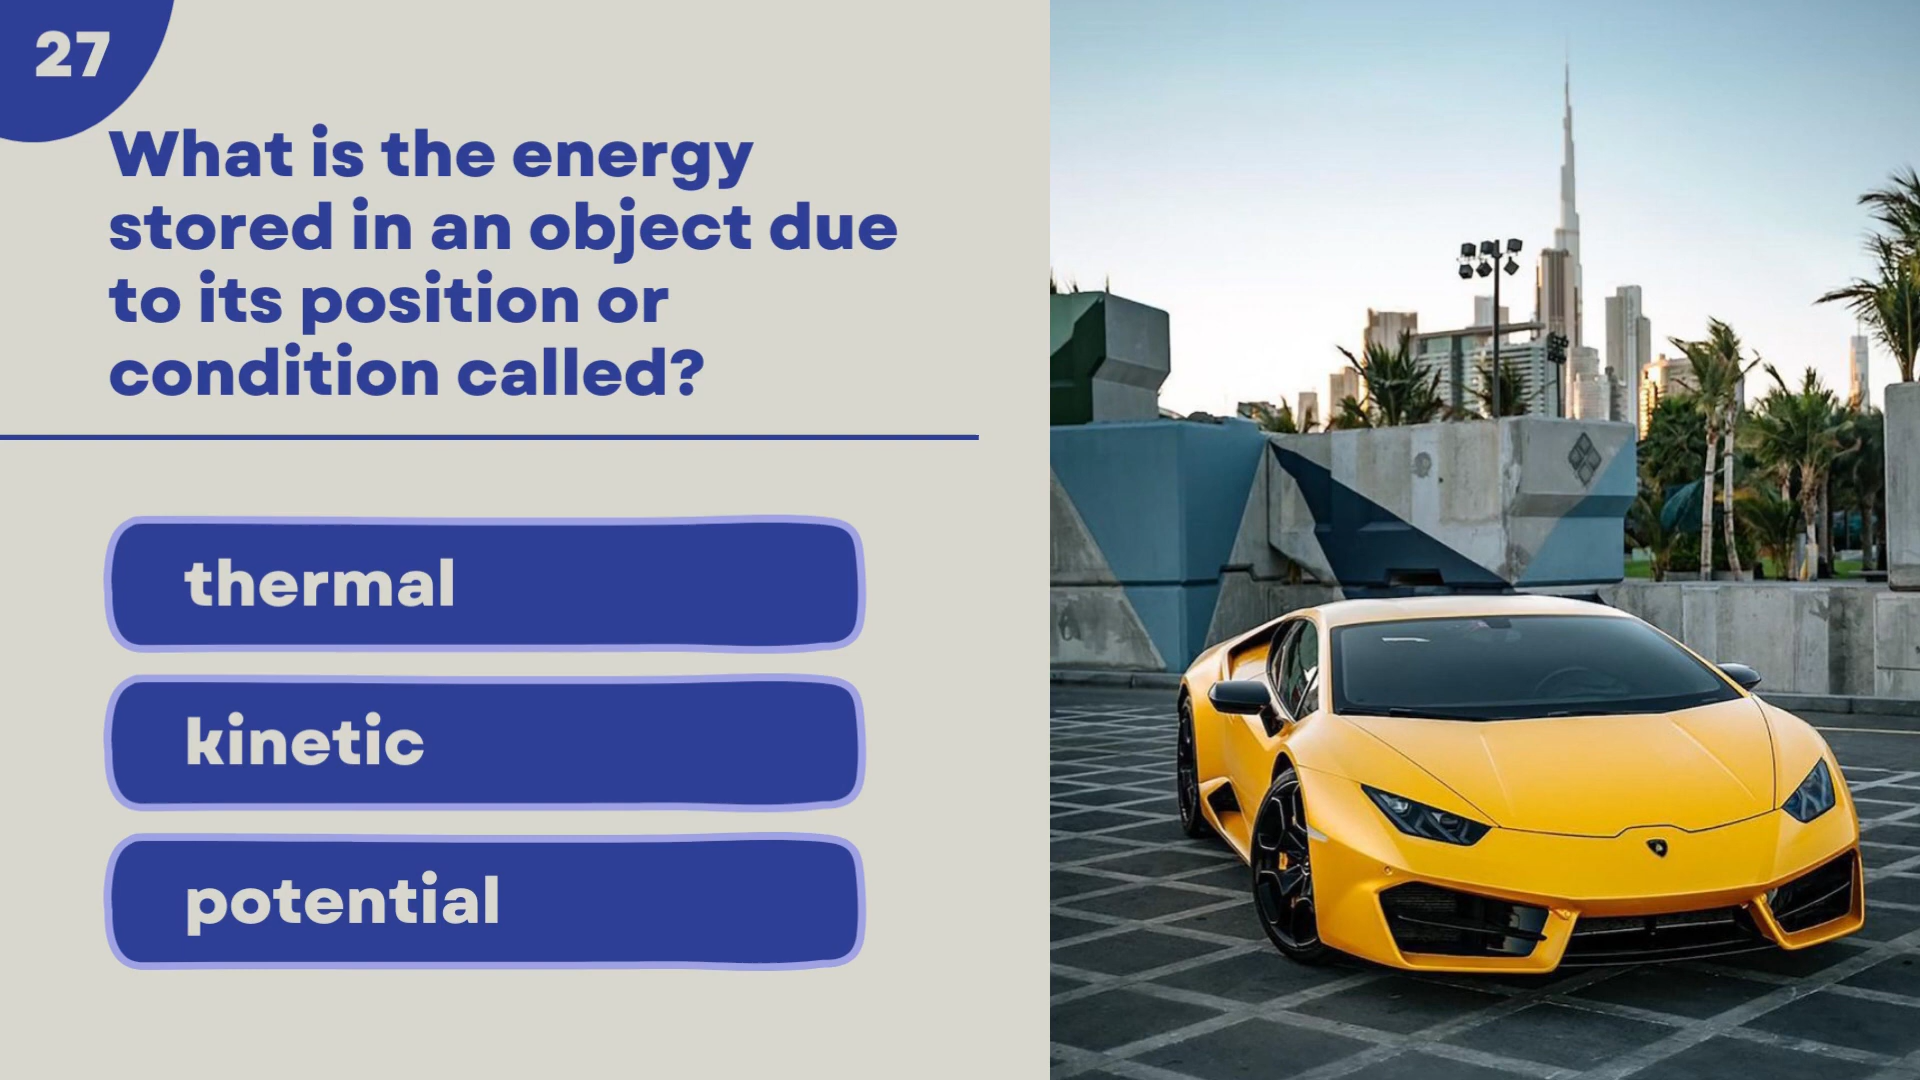 27
What is the energy
stored in an object due
to its position or
condition called?
thermal
kinetic
potential